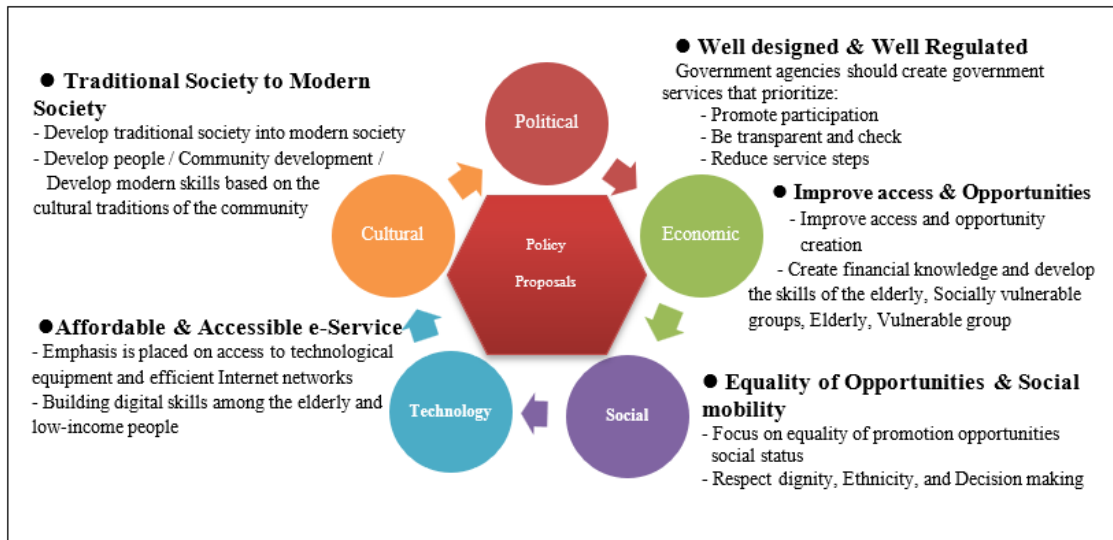 ● Traditional Society to Modern
Society
- Develop traditional society into modern society
- Develop people / Community development /
Develop modern skills based on the
cultural traditions of the community
●Affordable & Accessible e-Service
- Emphasis is placed on access to technological
equipment and efficient Internet networks
- Building digital skills among the elderly and
low-income people
Political
Cultural
Economic
Policy
Proposals
Technology
Social
● Well designed & Well Regulated
Government agencies should create government
services that prioritize:
- Promote participation
- Be transparent and check
- Reduce service steps
● Improve access & Opportunities
- Improve access and opportunity
creation
- Create financial knowledge and develop
the skills of the elderly, Socially vulnerable
groups, Elderly, Vulnerable group
● Equality of Opportunities & Social
mobility
- Focus on equality of promotion opportunities
social status
- Respect dignity, Ethnicity, and Decision making